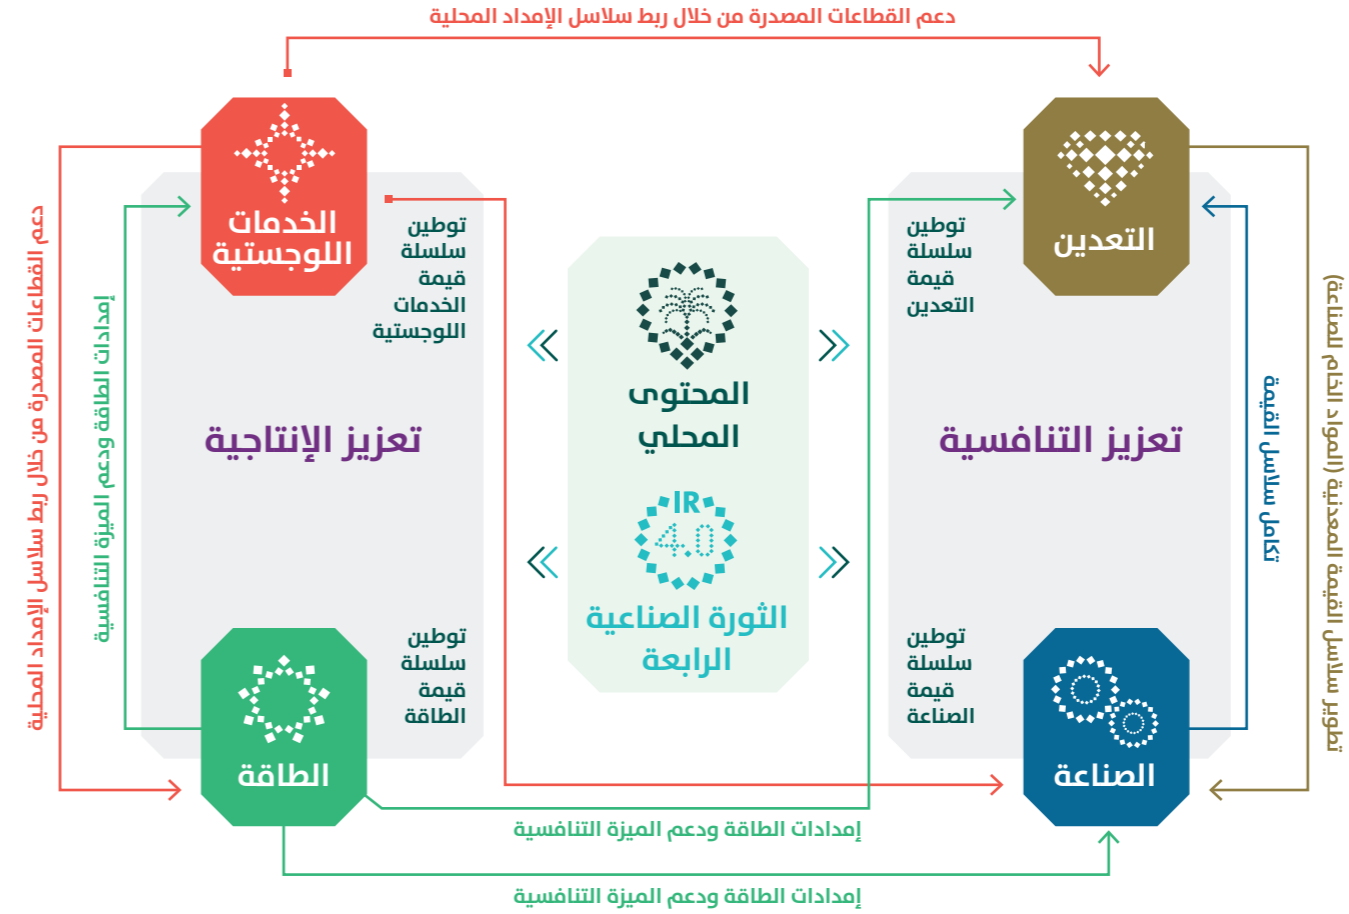 دعم القطاعات المصدرة من خلال ربط سلاسل الإمداد المحلية
التعدين
توطين
سلسلة
قيمة
التعدين
تعزيز التنافسية
توطين
سلسلة
قيمة
الصناعة
الصناعة
تطوير سلاسل القيمة المعدنية (المواد الخام للصناعة)
تكامل سلاسل القيمة
المحتوى
المحلي
IR
4.0
الثورة الصناعية
الرابعة
الخدمات
اللوجستية
توطين
سلسلة
قيمة
الخدمات
اللوجستية
تعزيز الإنتاجية
توطين
سلسلة
قيمة
الطاقة
الطاقة
إمدادات الطاقة ودعم الميزة التنافسية
دعم القطاعات المصدرة من خلال ربط سلاسل الإمداد المحلية
إمدادات الطاقة ودعم الميزة التنافسية
إمدادات الطاقة ودعم الميزة التنافسية